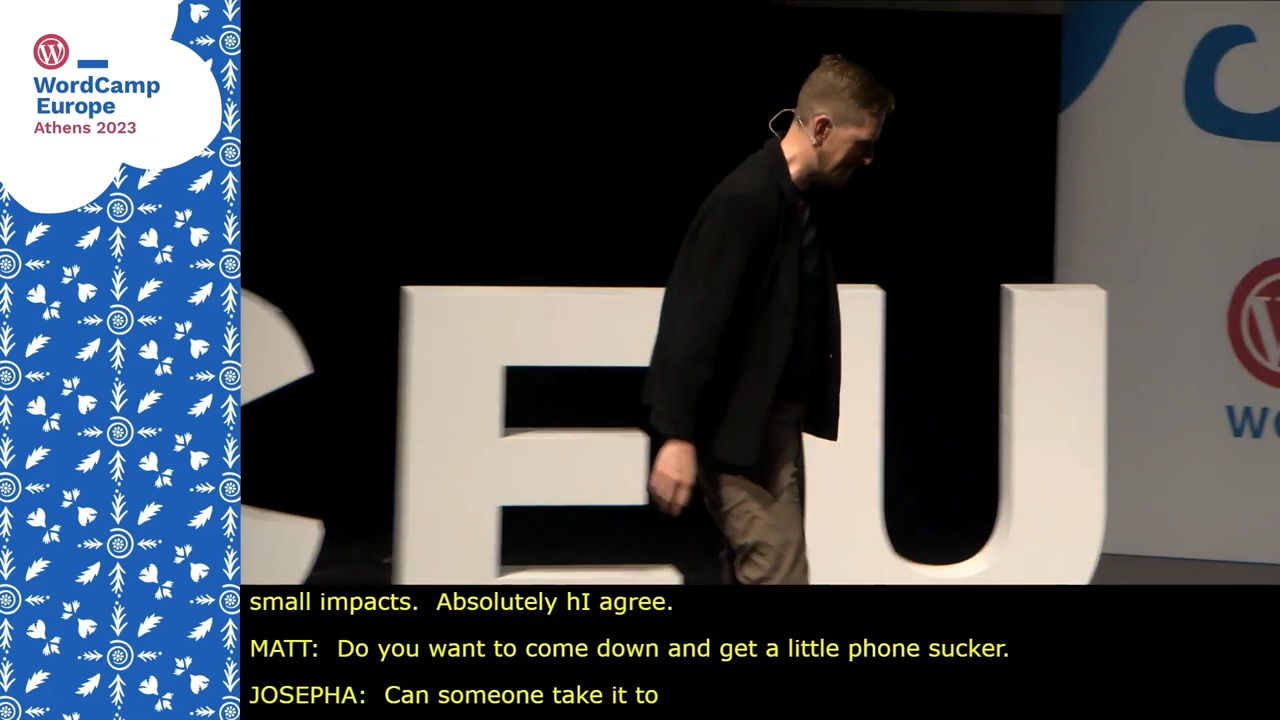 WordCamp
Europe
Athens 2023
EU
W
small impacts.  Absolutely hI agree.
MATT:  Do you want to come down and get a little phone sucker.
JOSEPHA:  Can someone take it to